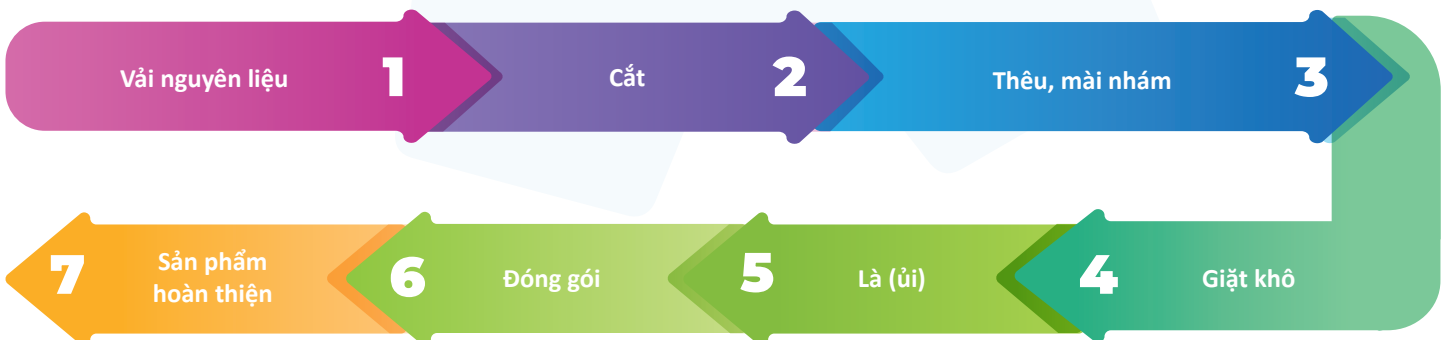 Vải nguyên liệu 1
Cắt 2
Thêu, mài nhám 3
4 Giặt khô
5 Là (ủi)
6 Đóng gói
7 Sản phẩm
hoàn thiện